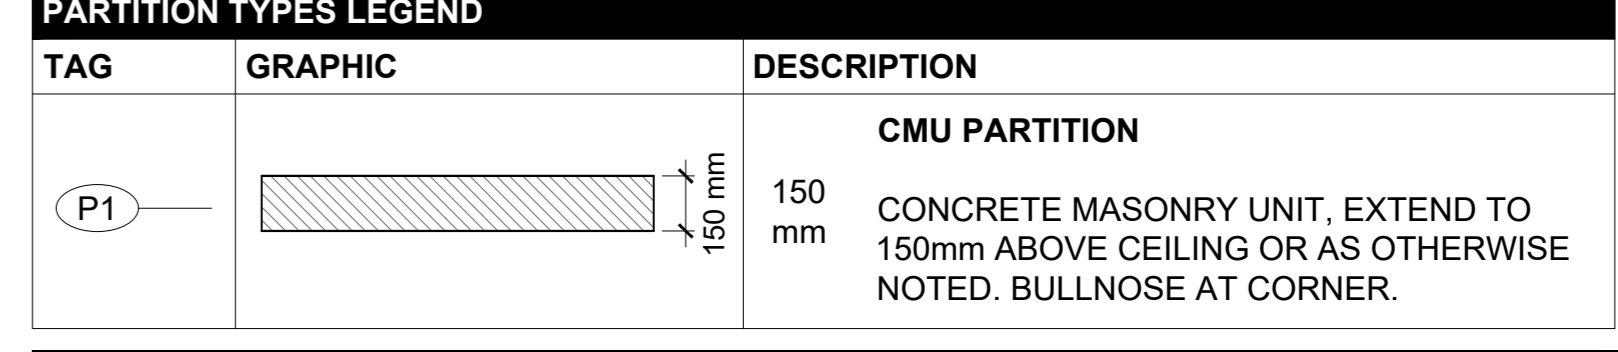 PARTITION TYPES LEGEND
TAG GRAPHIC DESCRIPTION
P1
150 mm
150
mm
CMU PARTITION
CONCRETE MASONRY UNIT, EXTEND TO
150mm ABOVE CEILING OR AS OTHERWISE
NOTED. BULLNOSE AT CORNER.